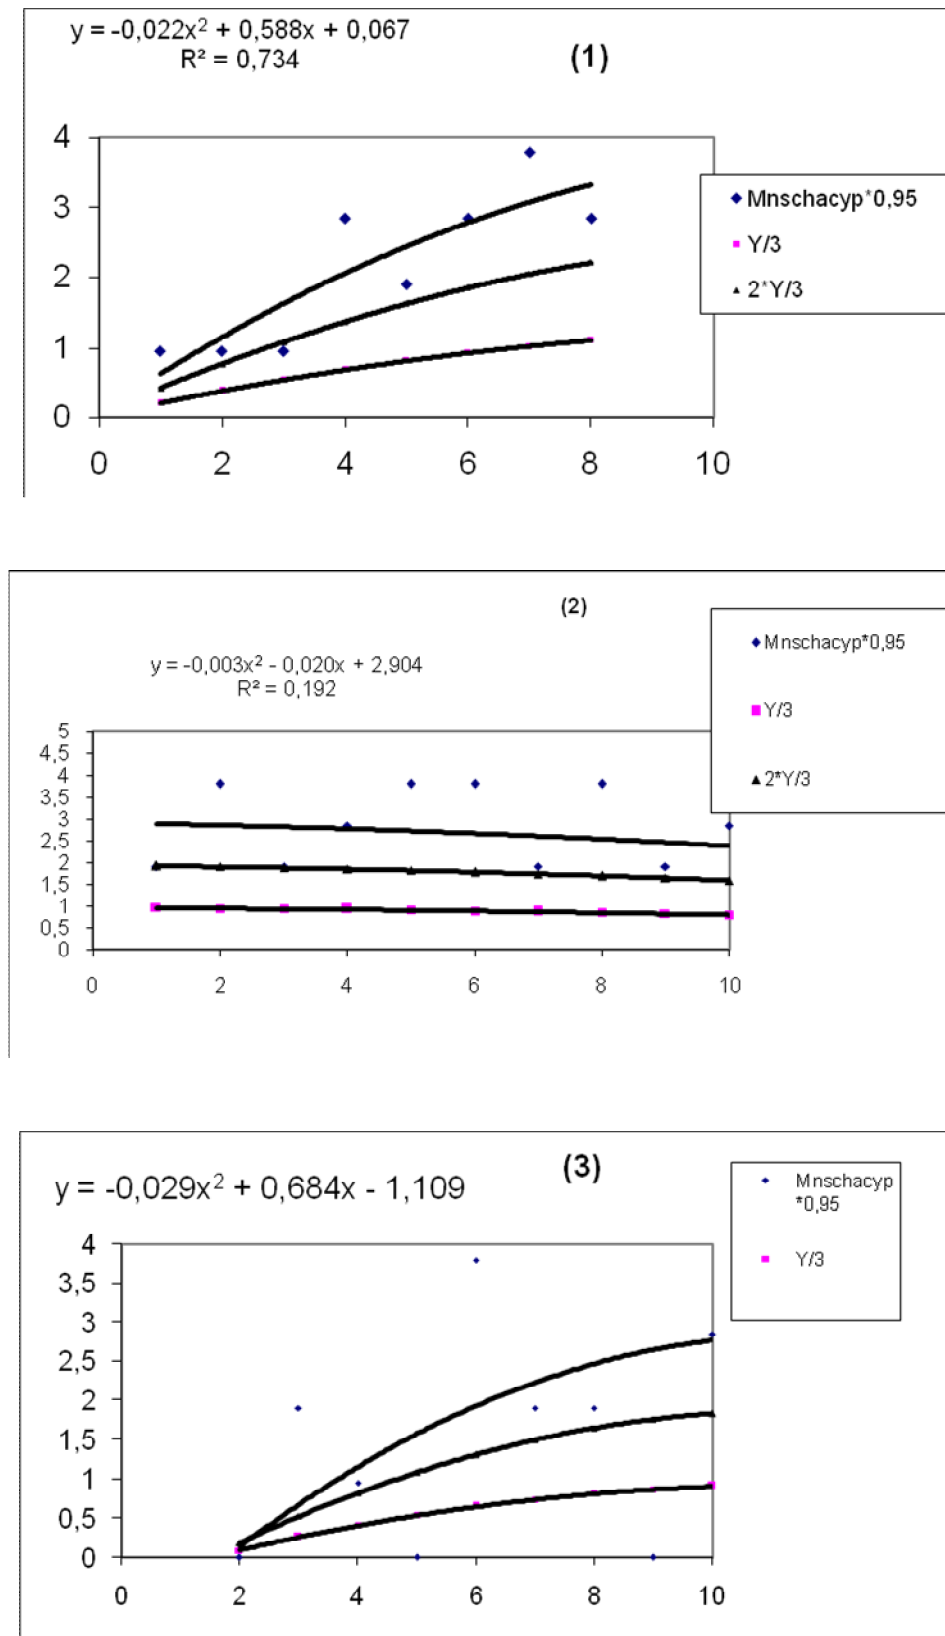 y = -0,022x² + 0,588x + 0,067
R² = 0,734
(1)
4
3
2
1
0
0 2 4 6 8 10
Mnschacyp*0,95
Y/3
2*Y/3
(2)
y = -0,003x² - 0,020x + 2,904
R² = 0,192
5
4,5
4
3,5
3
2,5
2
1,5
1
0,5
0
0 2 4 6 8 10
Mnschacyp*0,95
Y/3
2*Y/3
(3)
y = -0,029x² + 0,684x - 1,109
4
3,5
3
2,5
2
1,5
1
0,5
0
0 2 4 6 8 10
Mnschacyp
*0,95
Y/3